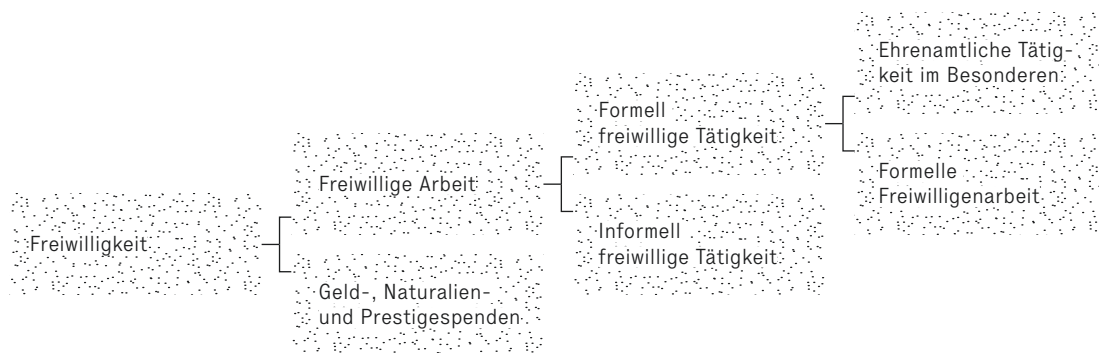 Freiwilligkeit
Freiwillige Arbeit
Geld-, Naturalien-
und Prestigespenden
Formell
freiwillige Tätigkeit
Informell
freiwillige Tätigkeit
Ehrenamtliche Tätig-
keit im Besonderen
Formelle
Freiwilligenarbeit